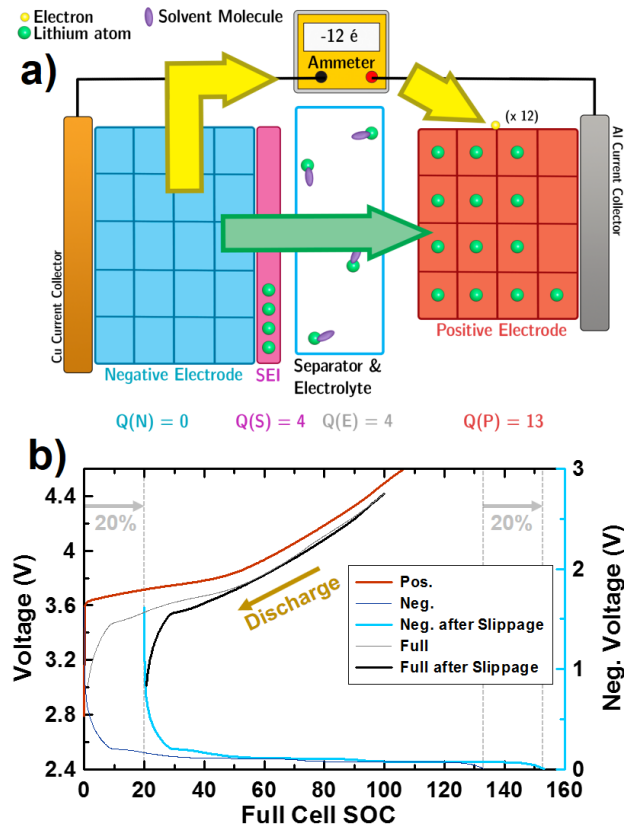 Electron
Lithium atom
Solvent Molecule
a)
-12 é
Ammeter
(x 12)
Cu Current Collector
Al Current Collector
Negative Electrode
SEI
Separator &
Electrolyte
Positive Electrode
Q(N) = 0
Q(S) = 4
Q(E) = 4
Q(P) = 13
b)
4.4
4.0
3.6
3.2
2.8
2.4
Voltage (V)
20%
20%
Discharge
Pos.
Neg.
Neg. after Slippage
Full
Full after Slippage
3
2
1
0
Neg. Voltage (V)
0 20 40 60 80 100 120 140 160
Full Cell SOC